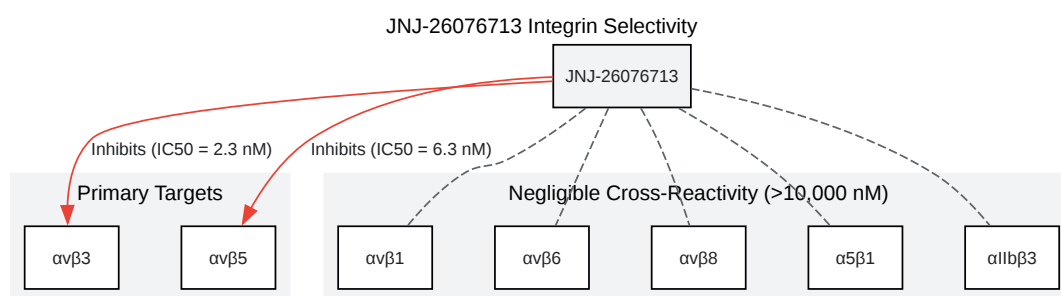 JNJ-26076713 Integrin Selectivity
JNJ-26076713
Inhibits (IC50 = 2.3 nM)
Inhibits (IC50 = 6.3 nM)
Primary Targets
Negligible Cross-Reactivity (>10,000 nM)
αvβ3
αvβ5
αvβ1
αvβ6
αvβ8
α5β1
αIIbβ3